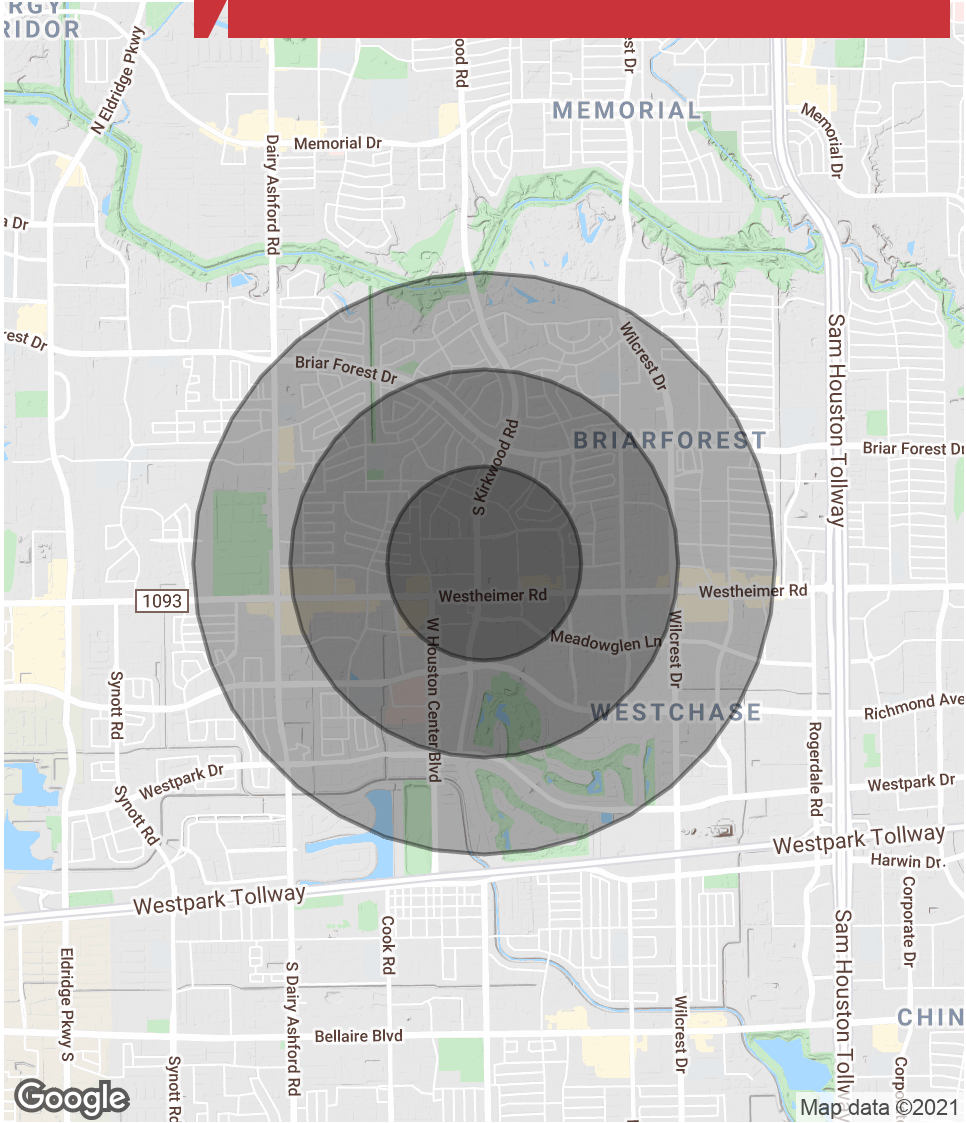 RGY
RIDOR
N Eldridge Pkwy
ood Rd
est Dr
MEMORIAL
Memorial Dr
Memorial Dr
Dairy Ashford Rd
a Dr
rest Dr
Briar Forest Dr
Wilcrest Dr
Sam Houston Tollway
BRIARFOREST
Briar Forest Dr
S Kirkwood Rd
1093
Westheimer Rd
Westheimer Rd
Meadowglen Ln
W Houston Center Blvd
Wilcrest Dr
Synott Rd
WESTCHASE
Richmond Ave
Rogerdale Rd
Westpark Dr
Westpark Dr
Synott Rd
Westpark Tollway
Harwin Dr.
Westpark Tollway
Corporate Dr
Cook Rd
Sam Houston Tollway
Eldridge Pkwy S
S Dairy Ashford Rd
Wilcrest Dr
CHIN
Bellaire Blvd
Synott Rd
Corpo
Google
Map data ©2021